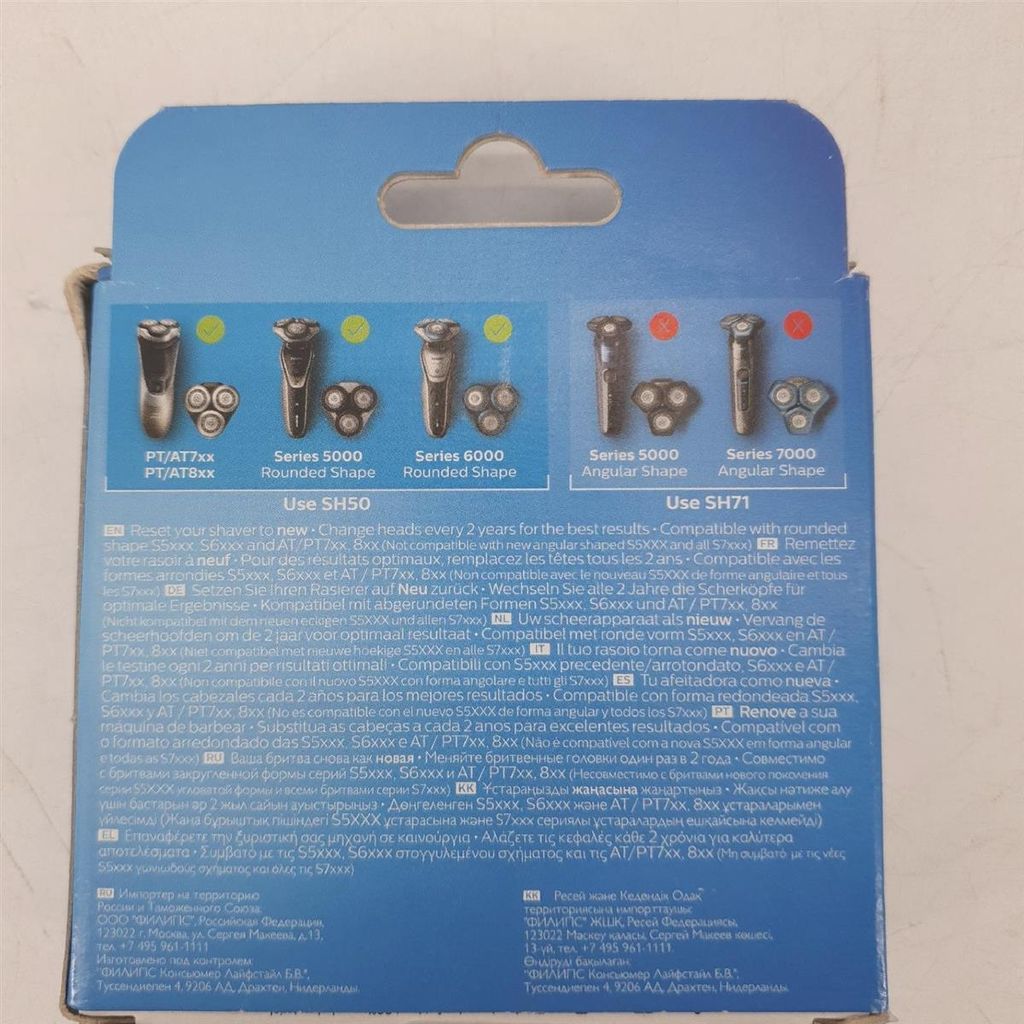 PT/AT7xx
PT/AT8xx
Series 5000
Rounded Shape
Series 6000
Rounded Shape
Series 5000
Angular Shape
Series 7000
Angular Shape
Use SH50
Use SH71
EN Reset your shaver to new • Change heads every 2 years for the best results • Compatible with rounded
shape S5xxx, S6xxx and AT/PT7xx, 8xx (Not compatible with new angular shaped S5XXX and all S7xxx) FR Remettez
votre rasoir à neuf • Pour des résultats optimaux, remplacez les têtes tous les 2 ans • Compatible avec les
formes arrondies S5xxx, S6xxx et AT / PT7xx, 8xx (Non compatible avec le nouveau S5XXX de forme angulaire et tous
les S7xxx) DE Setzen Sie Ihren Rasierer auf Neu zurück • Wechseln Sie alle 2 Jahre die Scherköpfe für
optimale Ergebnisse • Kompatibel mit abgerundeten Formen S5xxx, S6xxx und AT / PT7xx, 8xx
(Nicht kompatibel mit dem neuen eckigen S5XXX und allen S7xxx) NL Uw scheerapparaat als nieuw • Vervang de
scheerhoofden om de 2 jaar voor optimaal resultaat • Compatibel met ronde vorm S5xxx, S6xxx en AT /
PT7xx, 8xx (Niet compatibel met nieuwe hoekige S5XXX en alle S7xxx) IT Il tuo rasoio torna come nuovo • Cambia
le testine ogni 2 anni per risultati ottimali • Compatibili con S5xxx precedente/arrotondato, S6xxx e AT /
PT7xx, 8xx (Non compatibile con il nuovo S5XXX con forma angolare e tutti gli S7xxx) ES Tu afeitadora como nueva •
Cambia los cabezales cada 2 años para los mejores resultados • Compatible con forma redondeada S5xxx,
S6xxx y AT / PT7xx, 8xx (No es compatible con el nuevo S5XXX de forma angular y todos los S7xxx) PT Renove a sua
máquina de barbear • Substitua as cabeças a cada 2 anos para excelentes resultados • Compatível com
o formato arredondado das S5xxx, S6xxx e AT / PT7xx, 8xx (Não é compatível com a nova S5XXX em forma angular
e todas as S7xxx) RU Ваша бритва снова как новая • Меняйте бритвенные головки один раз в 2 года • Совместимо
с бритвами закругленной формы серий S5xxx, S6xxx и AT / PT7xx, 8xx (Несовместимо с бритвами нового поколения
серии S5XXX угловатой формы и всеми бритвами серии S7xxx) KK Ұстараңызды жаңасына жаңартыңыз • Жақсы нәтиже алу
үшін бастарын әр 2 жыл сайын ауыстырыңыз • Дөңгеленген S5xxx, S6xxx және AT / PT7xx, 8xx ұстараларымен
үйлесімді (Жаңа бұрыштық пішіндегі S5XXX ұстарасына және S7xxx сериялы ұстаралардың ешқайсына келмейді)
EL Επαναφέρετε την ξυριστική σας μηχανή σε καινούργια • Αλλάζετε τις κεφαλές κάθε 2 χρόνια για καλύτερα
αποτελέσματα • Συμβατό με τις S5xxx, S6xxx στρογγυλεμένου σχήματος και τις AT/PT7xx, 8xx (Μη συμβατό με τις νέες
S5xxx γωνιώδους σχήματος και όλες τις S7xxx)
RU Импортер на территорию
России и Таможенного Союза:
ООО "ФИЛИПС", Российская Федерация,
123022 г. Москва, ул. Сергея Макеева, д.13,
тел. +7 495 961-1111
Изготовлено под контролем:
"ФИЛИПС Консьюмер Лайфстайл Б.В.",
Туссендиепен 4, 9206 АД, Драхтен, Нидерланды.
KK Ресей және Кедендік Одақ
территориясына импорттаушы:
"ФИЛИПС" ЖШҚ, Ресей Федерациясы,
123022 Мәскеу қаласы, Сергей Макеев көшесі,
13-үй, тел. +7 495 961-1111
Өндіруді бақылаған:
"ФИЛИПС Консьюмер Лайфстайл Б.В.",
Туссендиепен 4, 9206 АД, Драхтен, Нидерланды.